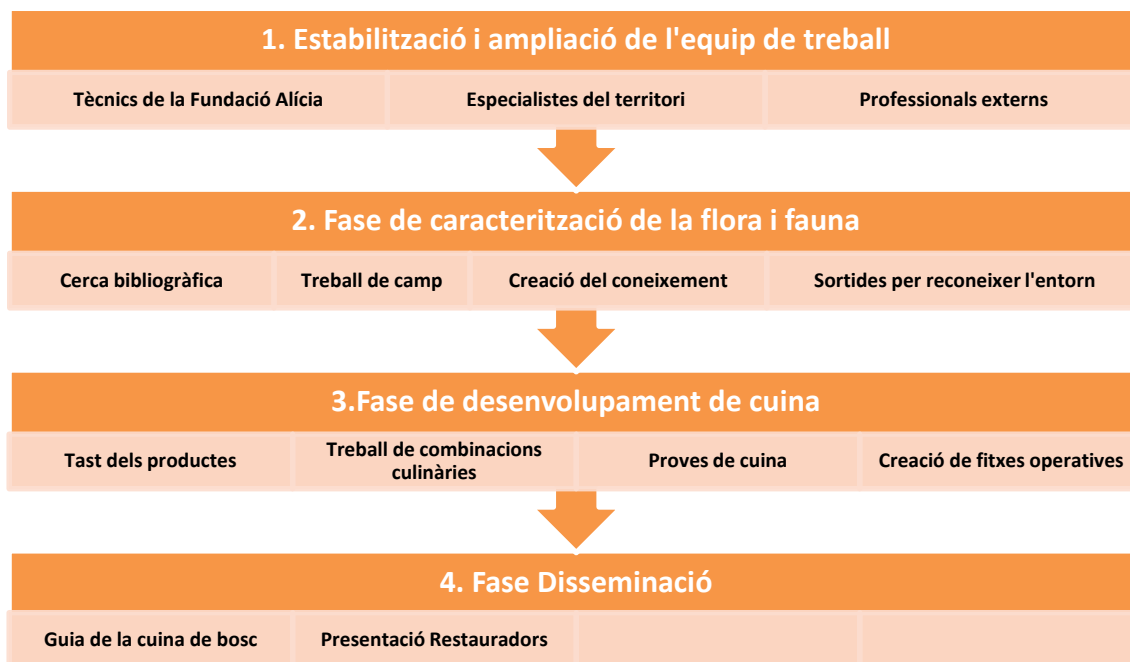 1. Estabilització i ampliació de l'equip de treball
Tècnics de la Fundació Alícia
Especialistes del territori
Professionals externs
2. Fase de caracterització de la flora i fauna
Cerca bibliogràfica
Treball de camp
Creació del coneixement
Sortides per reconeixer l'entorn
3.Fase de desenvolupament de cuina
Tast dels productes
Treball de combinacions
culinàries
Proves de cuina
Creació de fitxes operatives
4. Fase Disseminació
Guia de la cuina de bosc
Presentació Restauradors